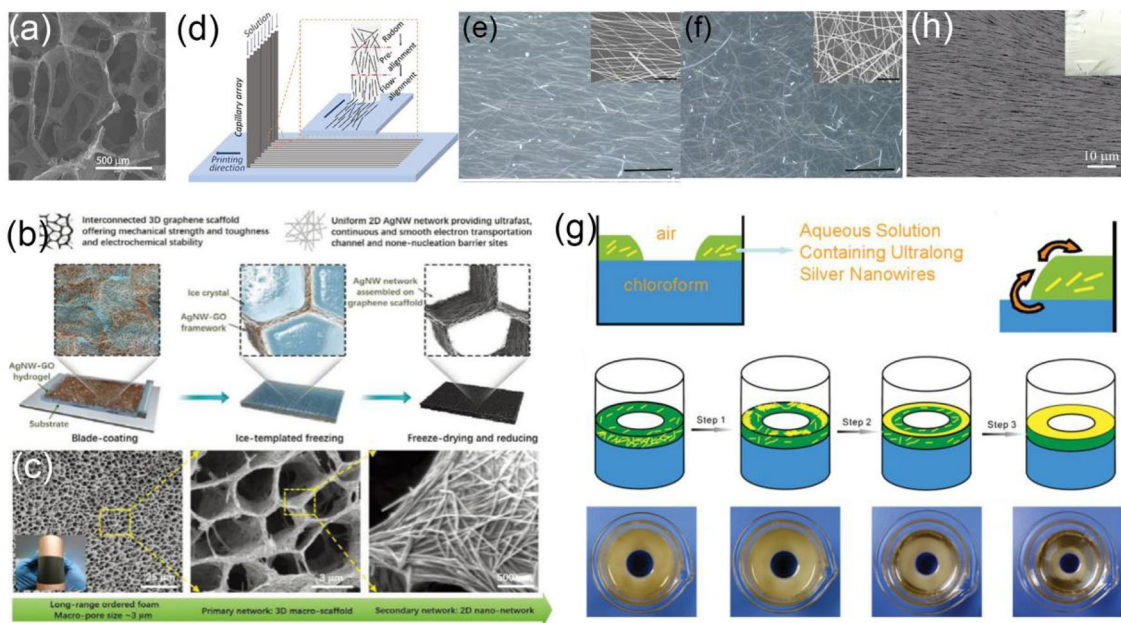 (a)
500 μm
(d)
Solution
Capillary array
Printing
direction
Radom
Pre-
alignment
Flow-
alignment
(e)
(f)
(h)
10 μm
(b)
Interconnected 3D graphene scaffold
offering mechanical strength and toughness
and electrochemical stability
Uniform 2D AgNW network providing ultrafast,
continuous and smooth electron transportation
channel and none-nucleation barrier sites
Ice crystal
AgNW-GO
framework
AgNW network
assembled on
graphene scaffold
AgNW-GO
hydrogel
Substrate
Blade-coating
Ice-templated freezing
Freeze-drying and reducing
(c)
25 μm
3 μm
500 nm
Long-range ordered foam
Macro-pore size ~3 μm
Primary network: 3D macro-scaffold
Secondary network: 2D nano-network
(g)
air
chloroform
Aqueous Solution
Containing Ultralong
Silver Nanowires
Step 1
Step 2
Step 3